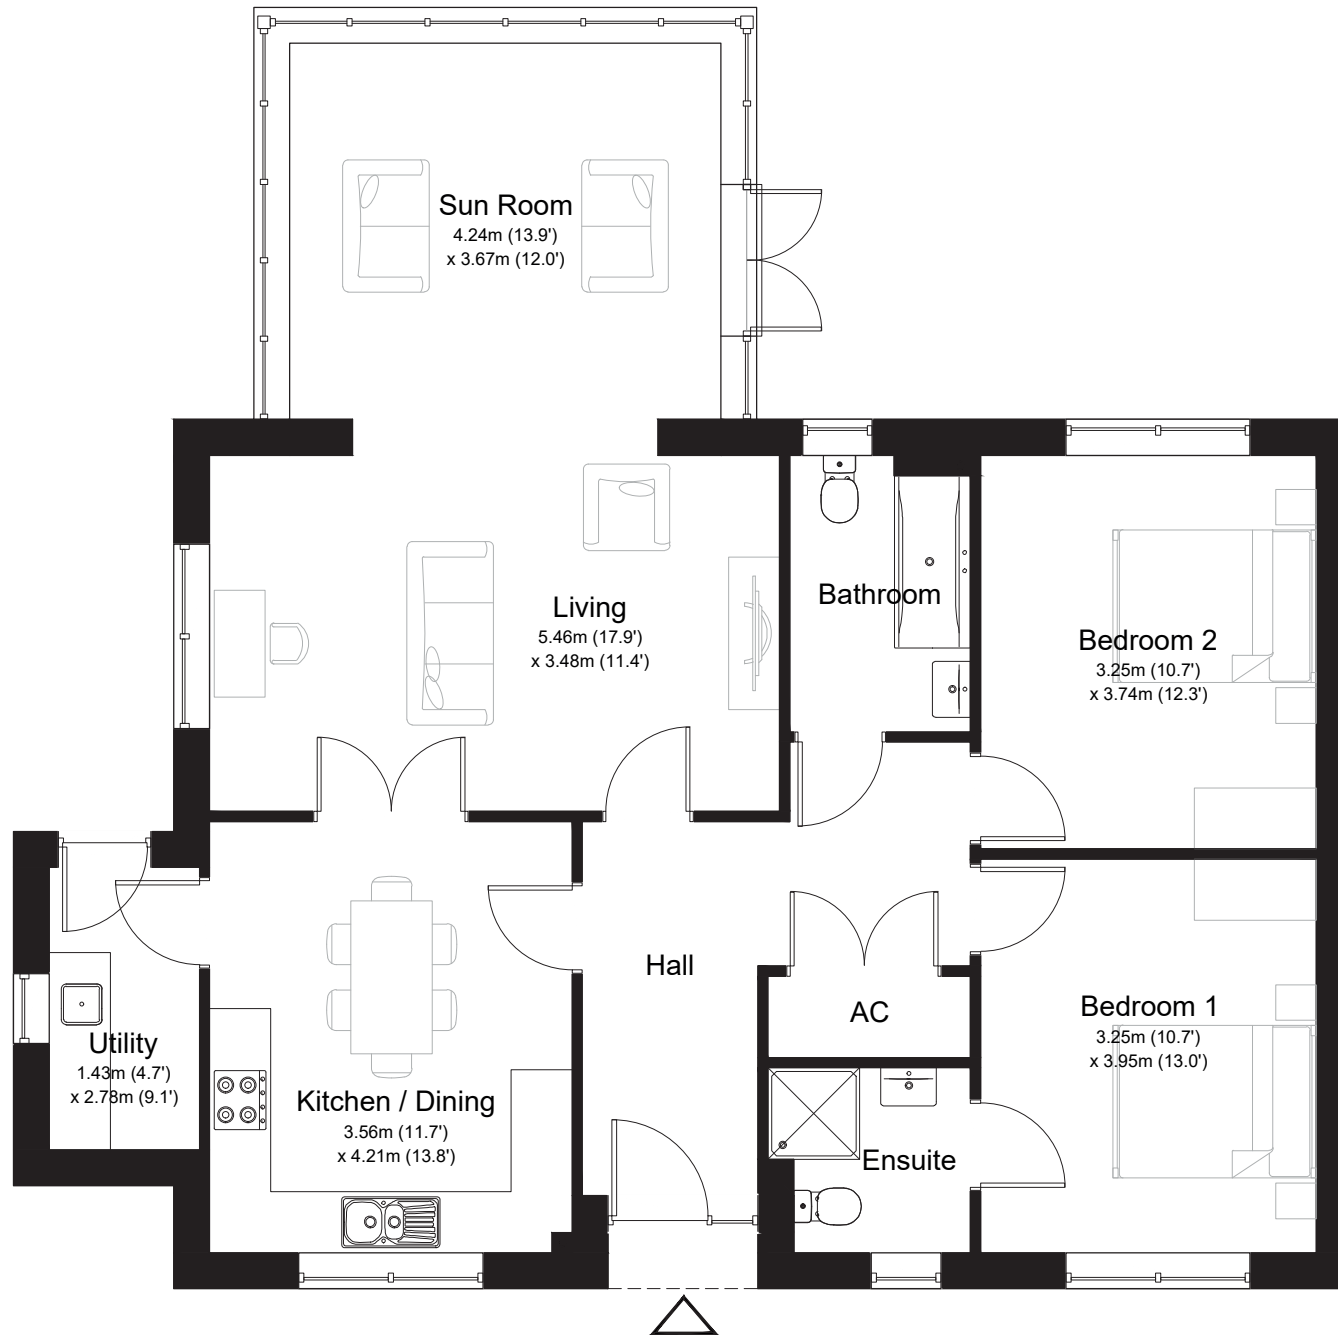 Sun Room
4.24m (13.9')
x 3.67m (12.0')
Living
5.46m (17.9')
x 3.48m (11.4')
Bathroom
Bedroom 2
3.25m (10.7')
x 3.74m (12.3')
Hall
AC
Bedroom 1
3.25m (10.7')
x 3.95m (13.0')
Utility
1.43m (4.7')
x 2.78m (9.1')
Kitchen / Dining
3.56m (11.7')
x 4.21m (13.8')
Ensuite